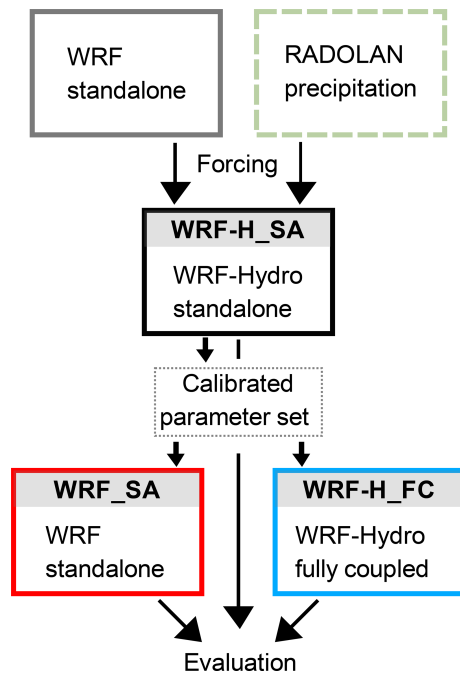 WRF
standalone
RADOLAN
precipitation
Forcing
WRF-H_SA
WRF-Hydro
standalone
Calibrated
parameter set
WRF_SA
WRF
standalone
WRF-H_FC
WRF-Hydro
fully coupled
Evaluation